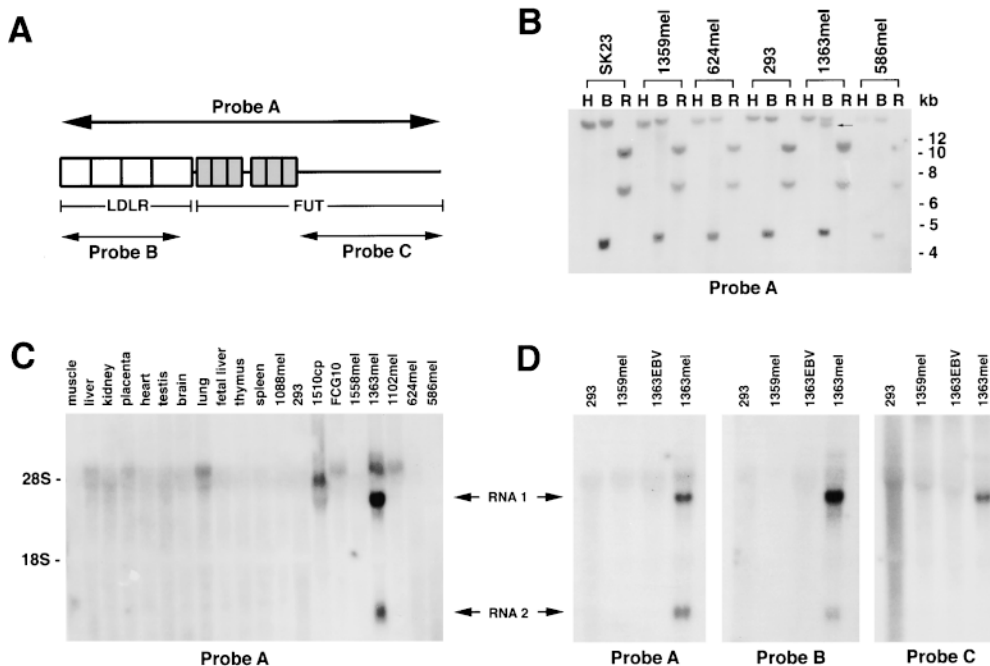 A
Probe A
LDLR
FUT
Probe B
Probe C
B
SK23
1359mel
624mel
293
1363mel
586mel
H B R H B R H B R H B R H B R H B R
kb
- 12
- 10
- 8
- 6
- 5
- 4
Probe A
C
muscle
liver
kidney
placenta
heart
testis
brain
lung
fetal liver
thymus
spleen
1088mel
293
1510cp
FCG10
1558mel
1363mel
1102mel
624mel
586mel
28S -
18S -
Probe A
RNA 1
RNA 2
D
293
1359mel
1363EBV
1363mel
Probe A
293
1359mel
1363EBV
1363mel
Probe B
293
1359mel
1363EBV
1363mel
Probe C